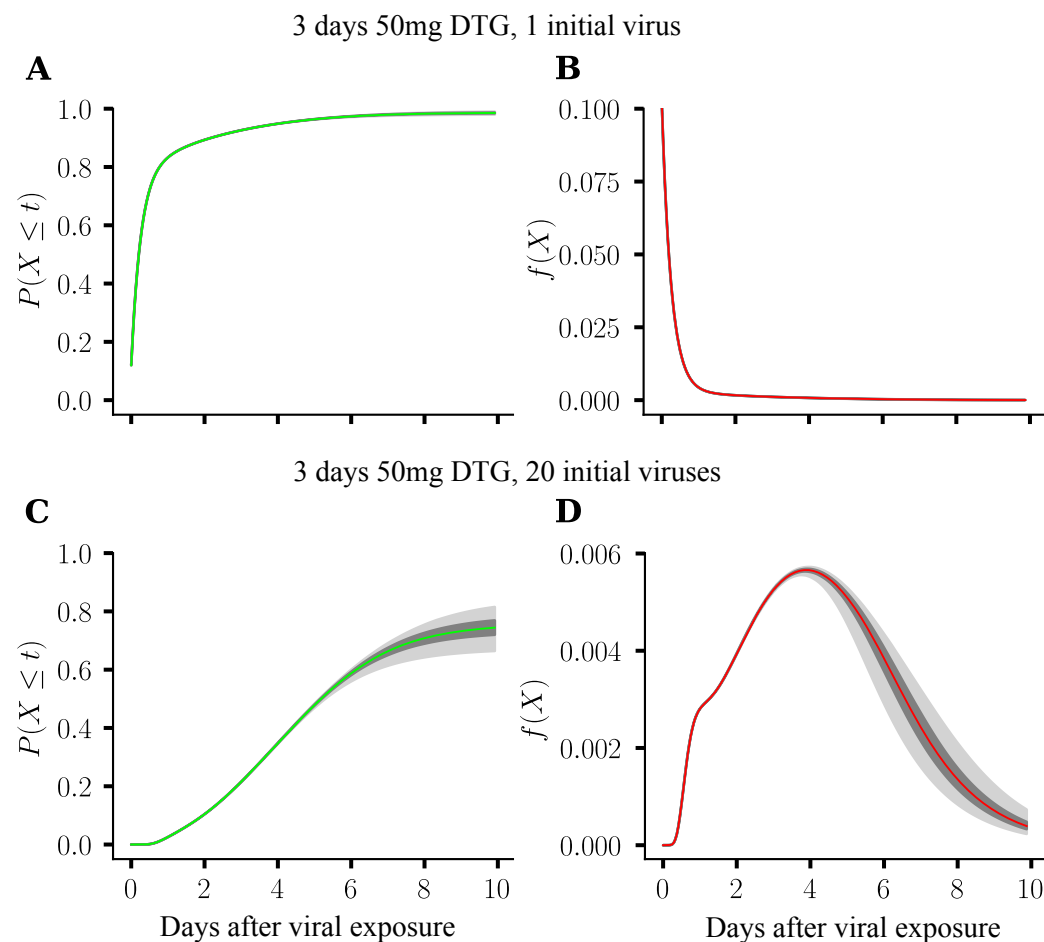 3 days 50mg DTG, 1 initial virus
A
B
1.0
0.8
0.6
0.4
0.2
0.0
P(X ≤ t)
0.100
0.075
0.050
0.025
0.000
f(X)
3 days 50mg DTG, 20 initial viruses
C
D
1.0
0.8
0.6
0.4
0.2
0.0
P(X ≤ t)
0 2 4 6 8 10
Days after viral exposure
0.006
0.004
0.002
0.000
f(X)
0 2 4 6 8 10
Days after viral exposure